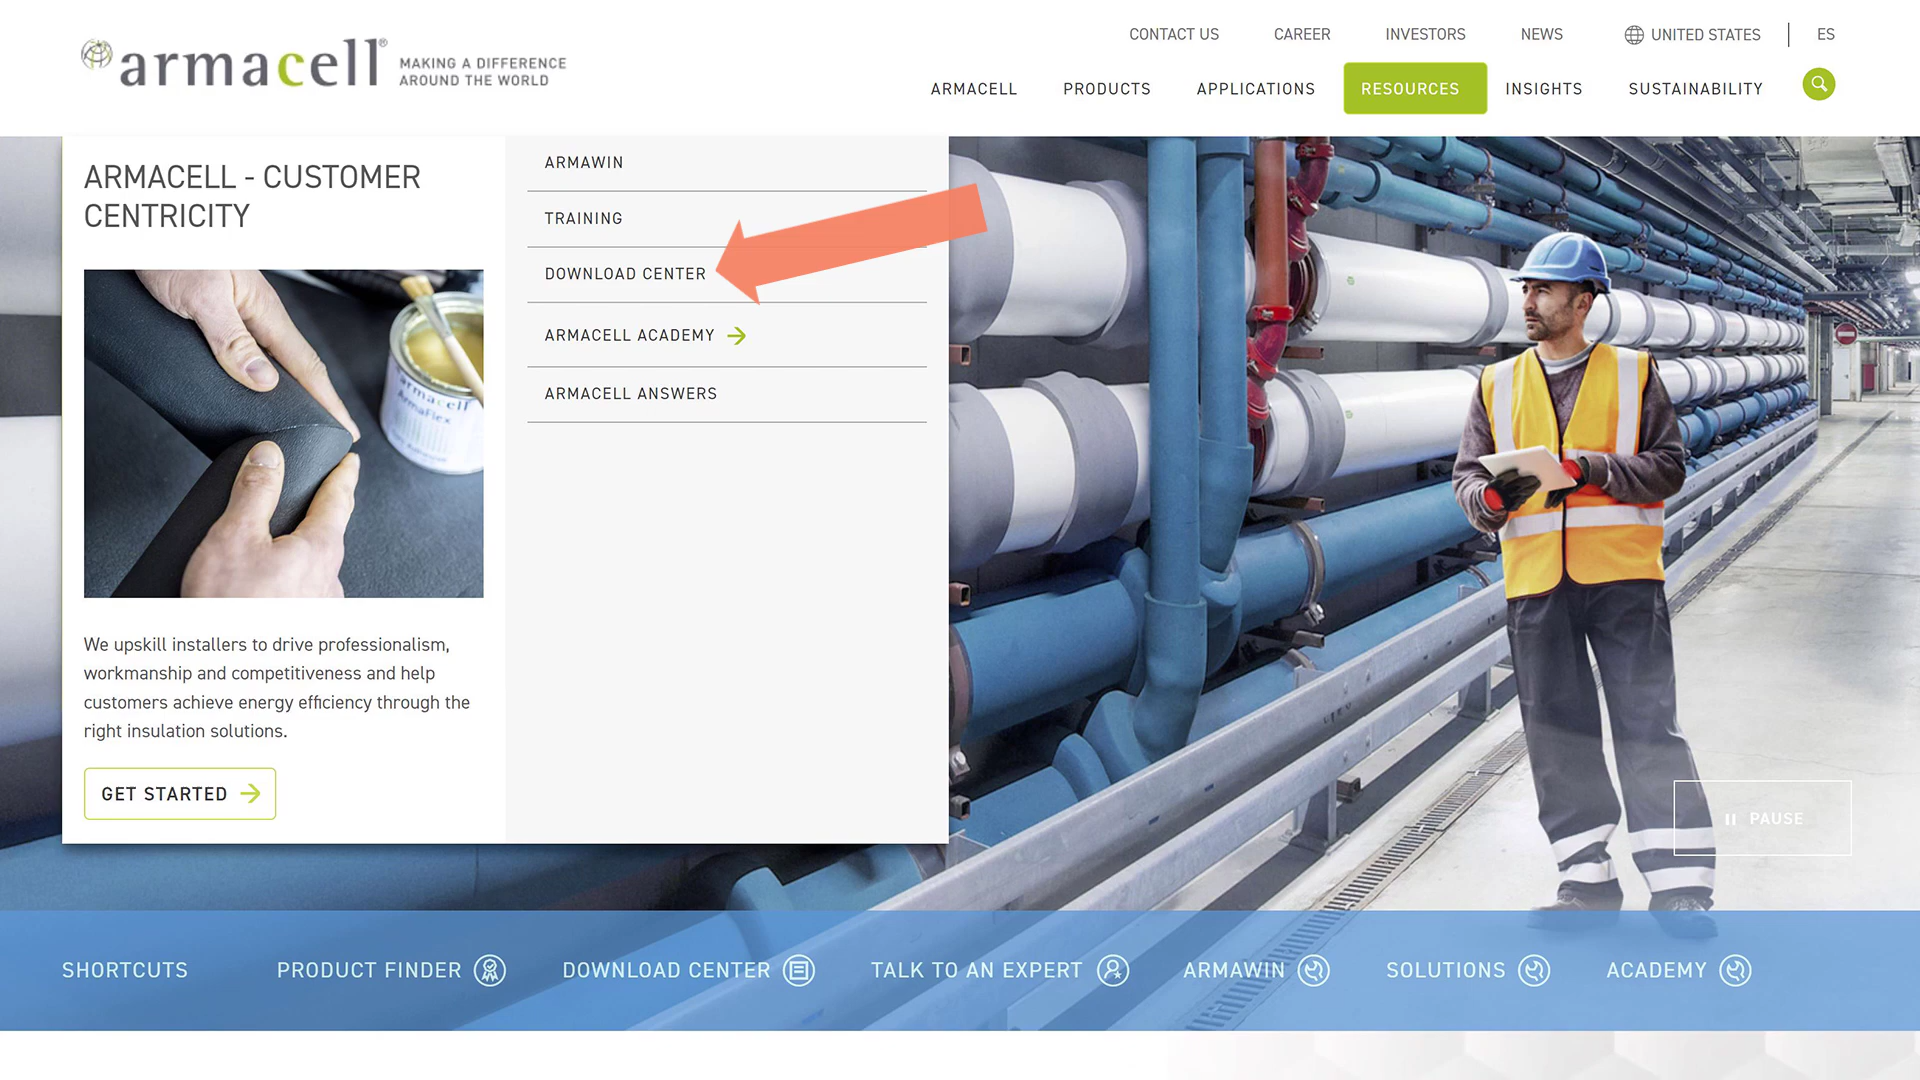 armacell®
MAKING A DIFFERENCE
AROUND THE WORLD
CONTACT US
CAREER
INVESTORS
NEWS
UNITED STATES
ES
ARMACELL
PRODUCTS
APPLICATIONS
RESOURCES
INSIGHTS
SUSTAINABILITY
ARMACELL - CUSTOMER
CENTRICITY
armacell
ArmaFlex
We upskill installers to drive professionalism,
workmanship and competitiveness and help
customers achieve energy efficiency through the
right insulation solutions.
GET STARTED
ARMAWIN
TRAINING
DOWNLOAD CENTER
ARMACELL ACADEMY
ARMACELL ANSWERS
PAUSE
SHORTCUTS
PRODUCT FINDER
DOWNLOAD CENTER
TALK TO AN EXPERT
ARMAWIN
SOLUTIONS
ACADEMY